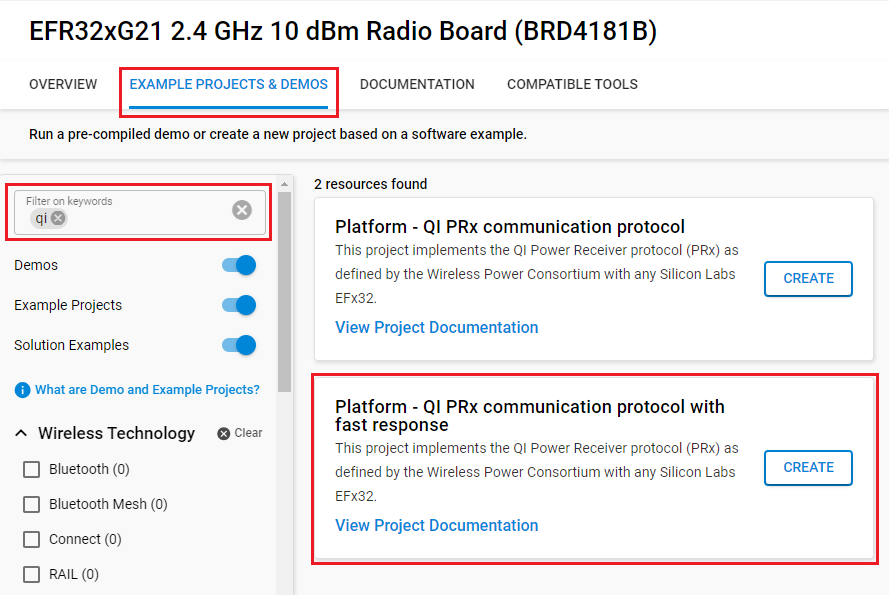 EFR32xG21 2.4 GHz 10 dBm Radio Board (BRD4181B)
OVERVIEW
EXAMPLE PROJECTS & DEMOS
DOCUMENTATION
COMPATIBLE TOOLS
Run a pre-compiled demo or create a new project based on a software example.
Filter on keywords
qi
Demos
Example Projects
Solution Examples
What are Demo and Example Projects?
Wireless Technology
Clear
Bluetooth (0)
Bluetooth Mesh (0)
Connect (0)
RAIL (0)
2 resources found
Platform - QI PRx communication protocol
This project implements the QI Power Receiver protocol (PRx) as
defined by the Wireless Power Consortium with any Silicon Labs
EFx32.
View Project Documentation
CREATE
Platform - QI PRx communication protocol with
fast response
This project implements the QI Power Receiver protocol (PRx) as
defined by the Wireless Power Consortium with any Silicon Labs
EFx32.
View Project Documentation
CREATE